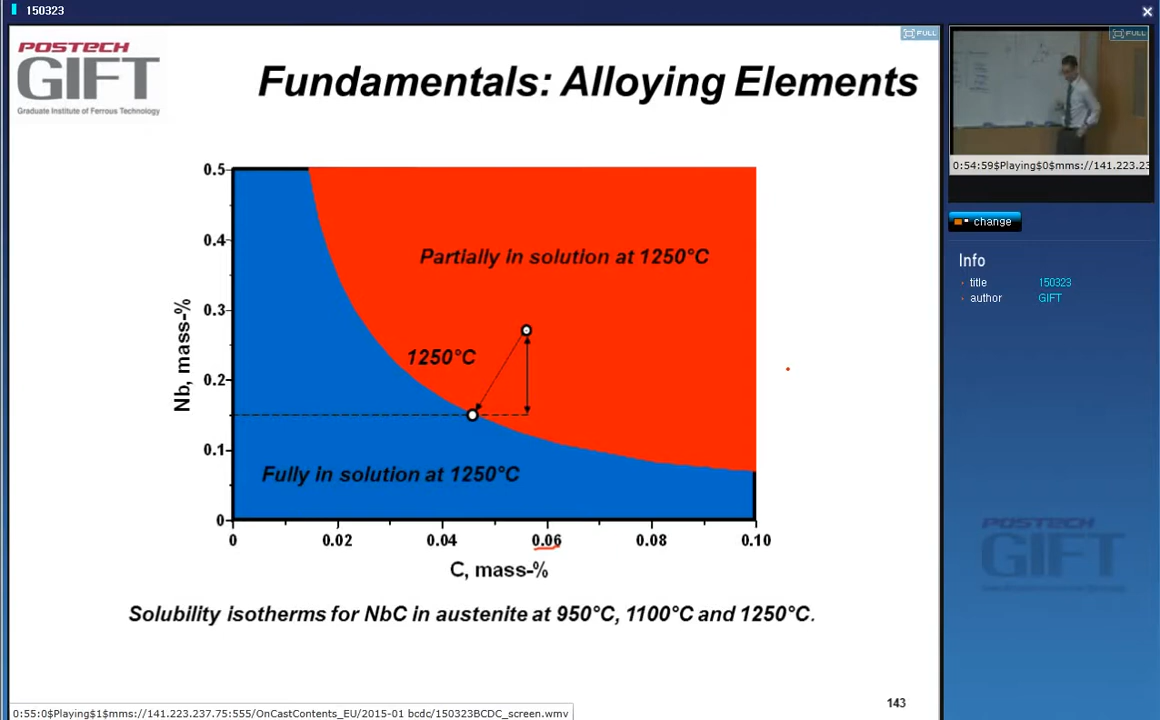 150323
FULL
FULL
POSTECH
GIFT
Graduate Institute of Ferrous Technology
Fundamentals: Alloying Elements
0:54:59$Playing$0$mms://141.223.23
change
Info
title 150323
author GIFT
0.5
0.4
0.3
0.2
0.1
0
Nb, mass-%
Partially in solution at 1250°C
1250°C
Fully in solution at 1250°C
0 0.02 0.04 0.06 0.08 0.10
C, mass-%
Solubility isotherms for NbC in austenite at 950°C, 1100°C and 1250°C.
POSTECH
GIFT
143
0:55:0$Playing$1$mms://141.223.237.75:555/OnCastContents_EU/2015-01 bcdc/150323BCDC_screen.wmv